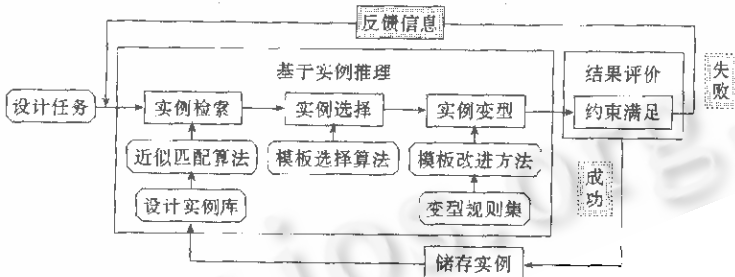 反馈信息
基于实例推理
结果评价
失败
设计任务
实例检索
实例选择
实例变型
约束满足
近似匹配算法
模板选择算法
模板改进方法
成功
设计实例库
变型规则集
储存实例